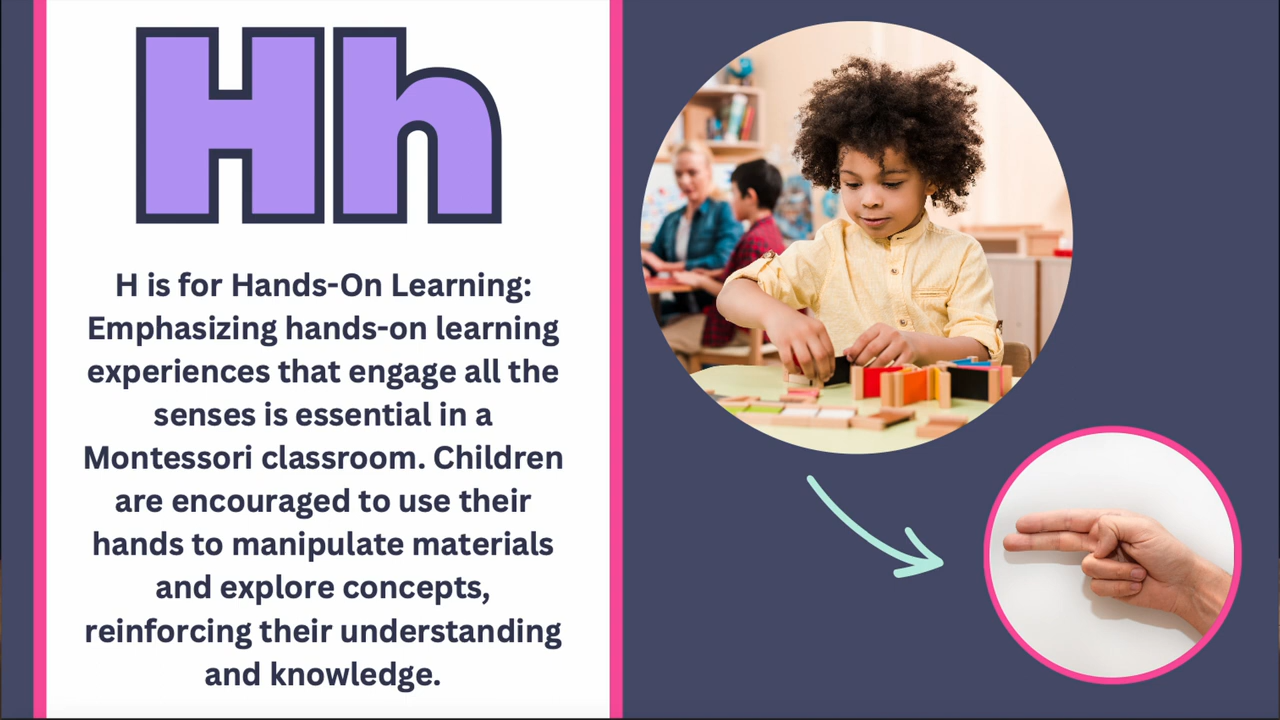 Hh
H is for Hands-On Learning:
Emphasizing hands-on learning
experiences that engage all the
senses is essential in a
Montessori classroom. Children
are encouraged to use their
hands to manipulate materials
and explore concepts,
reinforcing their understanding
and knowledge.